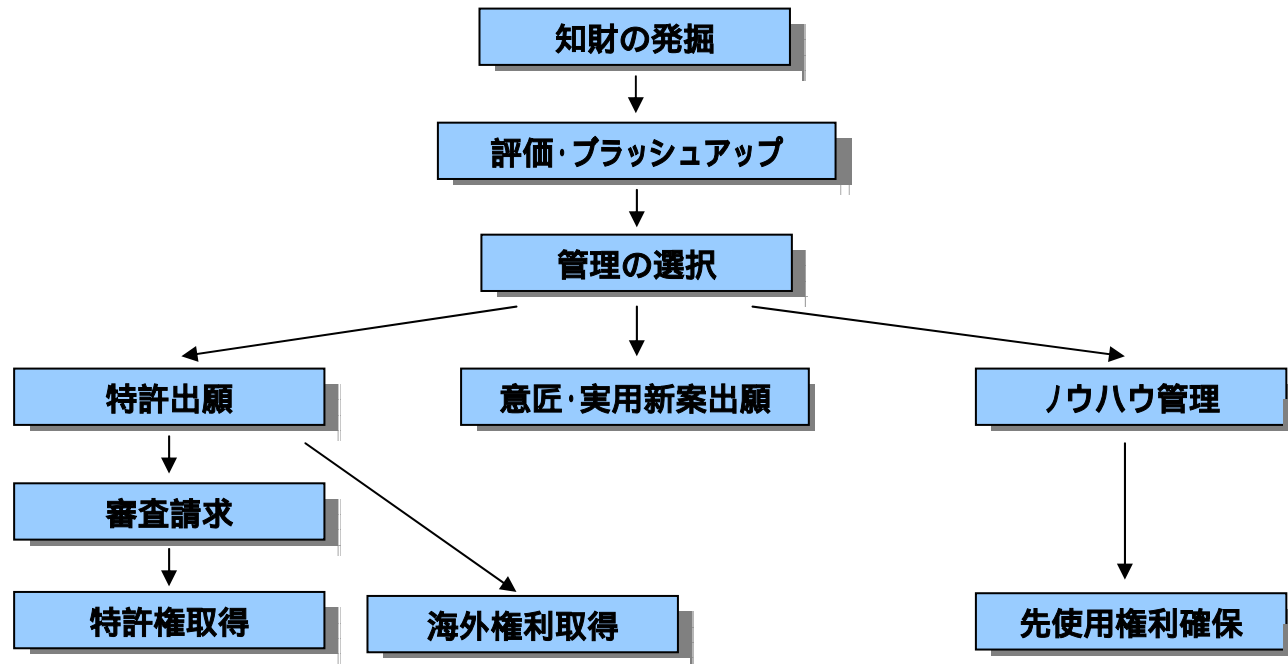 知財の発掘
評価・ブラッシュアップ
管理の選択
特許出願
意匠・実用新案出願
ノウハウ管理
審査請求
特許権取得
海外権利取得
先使用権利確保